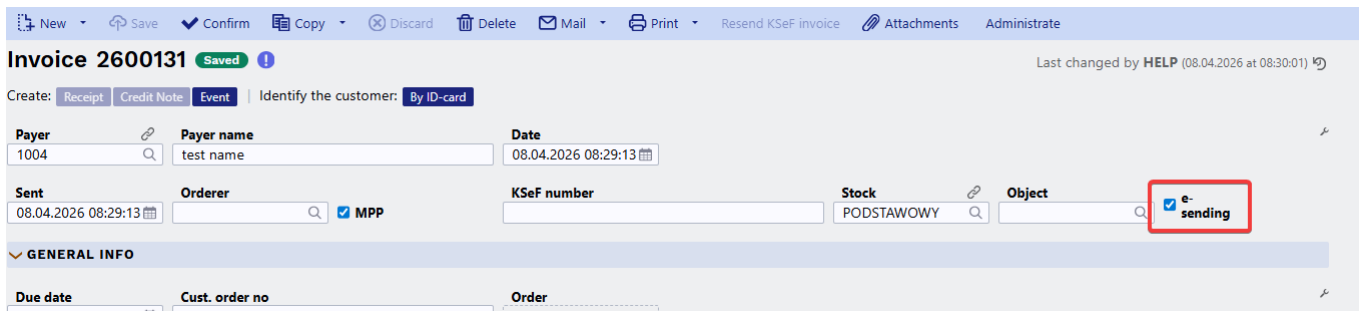 New Save Confirm Copy Discard Delete Mail Print Resend KSeF invoice Attachments Administrate
Invoice 2600131 Saved !
Last changed by HELP (08.04.2026 at 08:30:01)
Create: Receipt Credit Note Event | Identify the customer: By ID-card
Payer Payer name Date
1004 test name 08.04.2026 08:29:13
Sent Orderer KSeF number Stock Object
08.04.2026 08:29:13 MPP PODSTAWOWY
e-
sending
GENERAL INFO
Due date Cust. order no Order